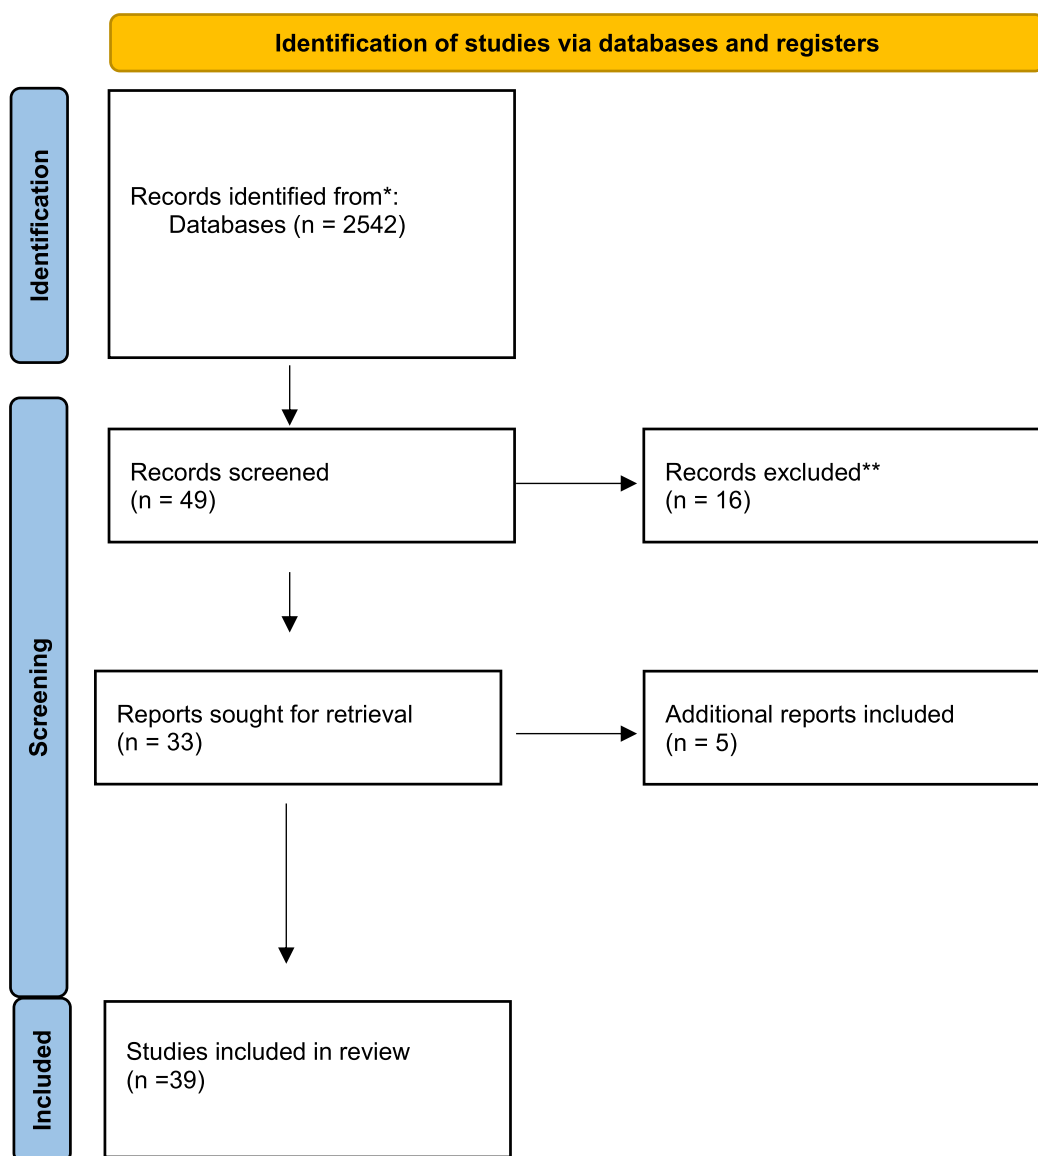 Identification of studies via databases and registers
Identification
Records identified from*:
Databases (n = 2542)
Screening
Records screened
(n = 49)
Records excluded**
(n = 16)
Reports sought for retrieval
(n = 33)
Additional reports included
(n = 5)
Included
Studies included in review
(n =39)